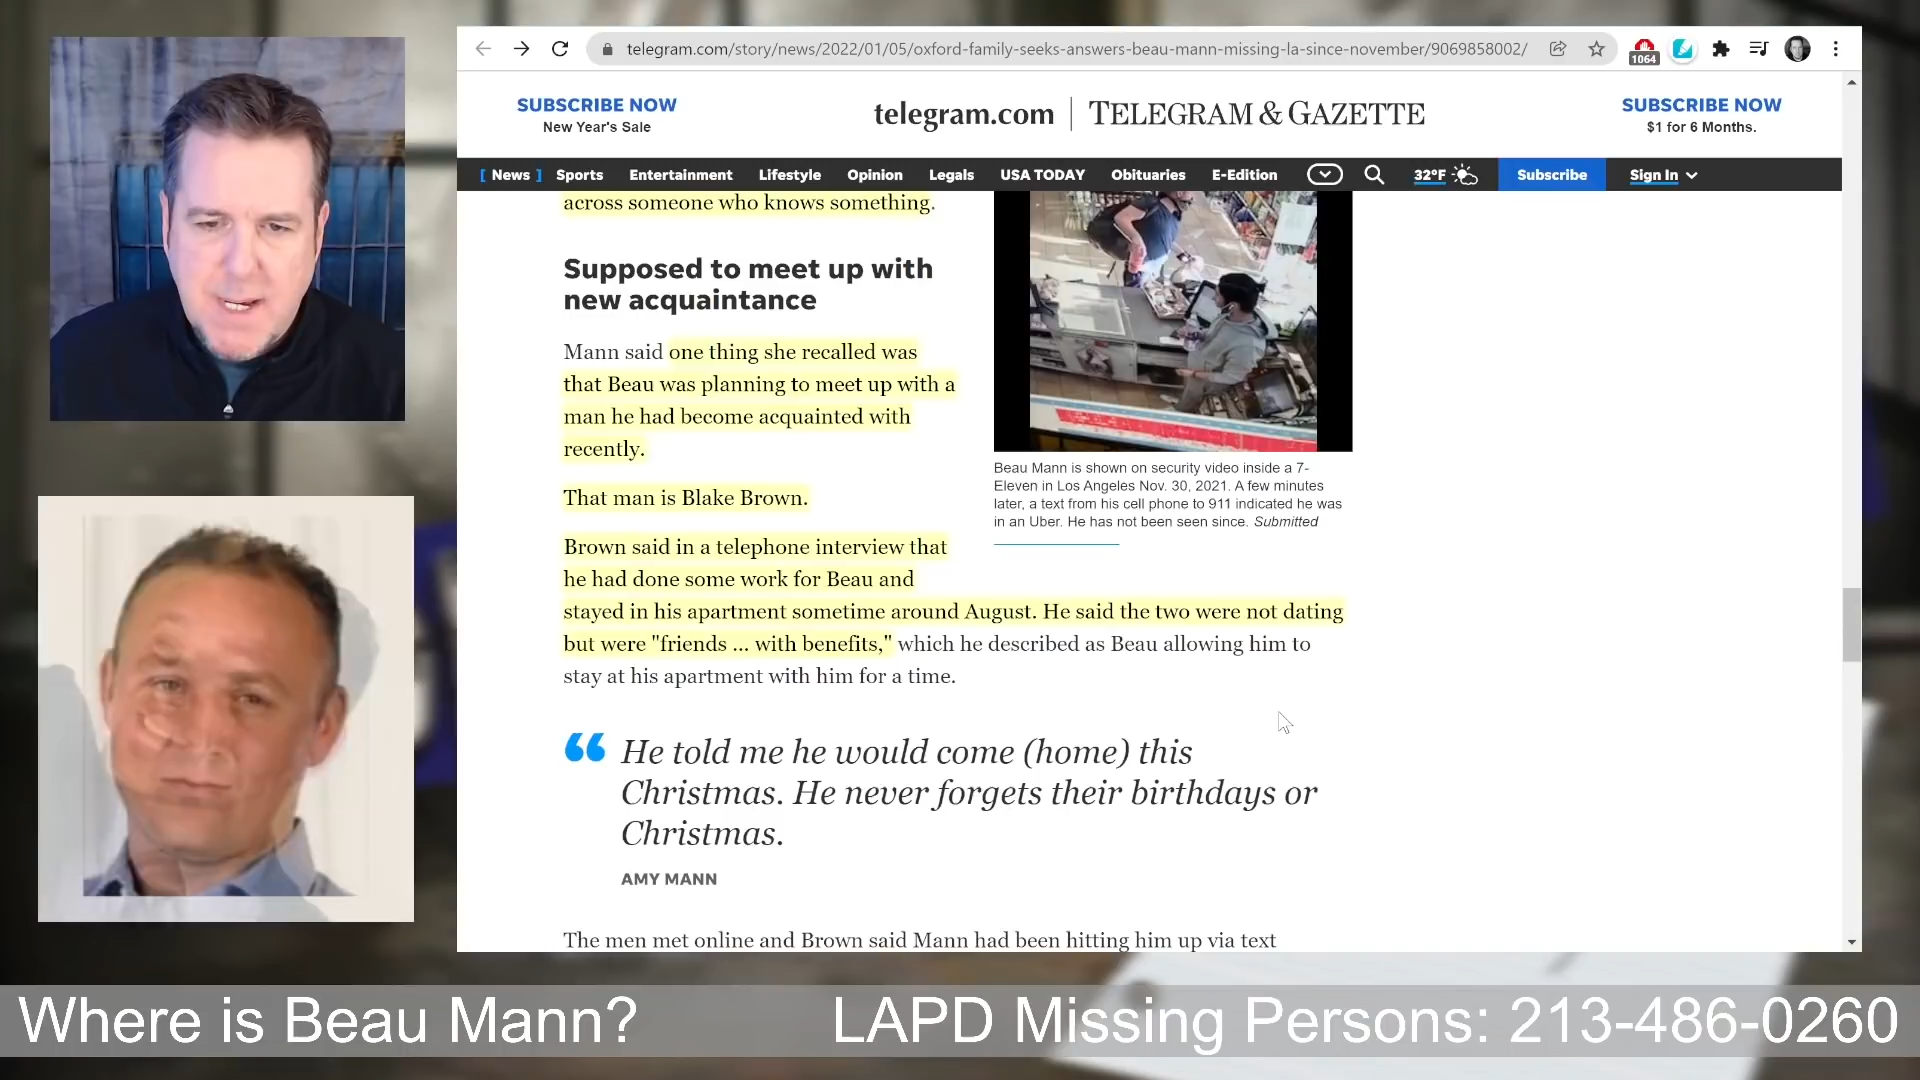 telegram.com/story/news/2022/01/05/oxford-family-seeks-answers-beau-mann-missing-la-since-november/9069858002/
1064
SUBSCRIBE NOW
New Year's Sale
telegram.com | TELEGRAM & GAZETTE
SUBSCRIBE NOW
$1 for 6 Months.
[ News ] Sports Entertainment Lifestyle Opinion Legals USA TODAY Obituaries E-Edition 32°F Subscribe Sign In
across someone who knows something.
Supposed to meet up with
new acquaintance
Mann said one thing she recalled was
that Beau was planning to meet up with a
man he had become acquainted with
recently.
That man is Blake Brown.
Brown said in a telephone interview that
he had done some work for Beau and
stayed in his apartment sometime around August. He said the two were not dating
but were "friends ... with benefits," which he described as Beau allowing him to
stay at his apartment with him for a time.
Beau Mann is shown on security video inside a 7-
Eleven in Los Angeles Nov. 30, 2021. A few minutes
later, a text from his cell phone to 911 indicated he was
in an Uber. He has not been seen since. Submitted
“ He told me he would come (home) this
Christmas. He never forgets their birthdays or
Christmas.
AMY MANN
The men met online and Brown said Mann had been hitting him up via text
Where is Beau Mann? LAPD Missing Persons: 213-486-0260